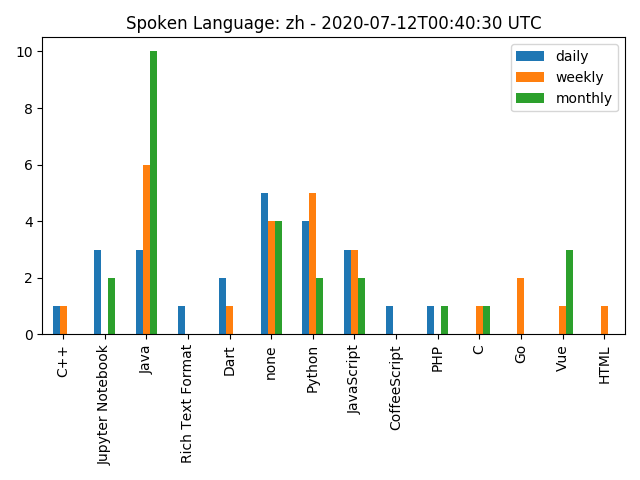 Spoken Language: zh - 2020-07-12T00:40:30 UTC
daily
weekly
monthly
10
8
6
4
2
0
C++
Jupyter Notebook
Java
Rich Text Format
Dart
none
Python
JavaScript
CoffeeScript
PHP
C
Go
Vue
HTML